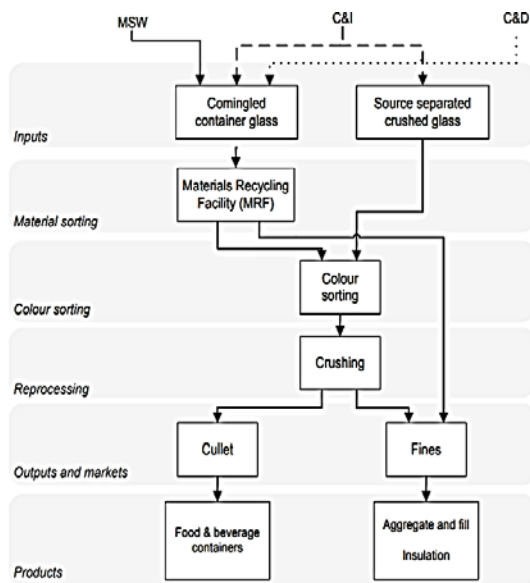 MSW
C&I
C&D
Comingled
container glass
Source separated
crushed glass
Inputs
Materials Recycling
Facility (MRF)
Material sorting
Colour
sorting
Colour sorting
Crushing
Reprocessing
Cullet
Fines
Outputs and markets
Food & beverage
containers
Aggregate and fill
Insulation
Products